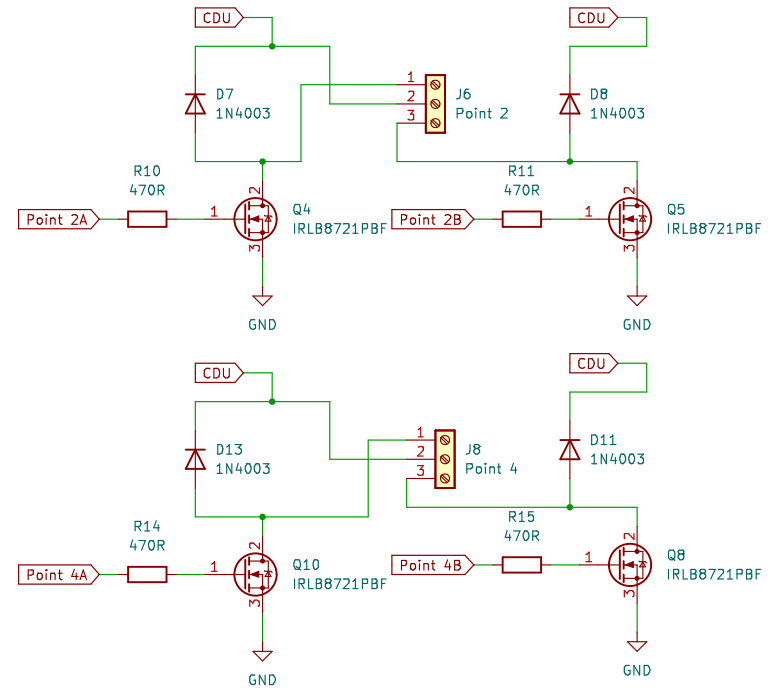 CDU
CDU
D7
1N4003
1
2
3
J6
Point 2
D8
1N4003
R10
470R
R11
470R
Point 2A
1
2
3
Q4
IRLB8721PBF
Point 2B
1
2
3
Q5
IRLB8721PBF
GND
GND
CDU
CDU
D13
1N4003
1
2
3
J8
Point 4
D11
1N4003
R14
470R
R15
470R
Point 4A
1
2
3
Q10
IRLB8721PBF
Point 4B
1
2
3
Q8
IRLB8721PBF
GND
GND